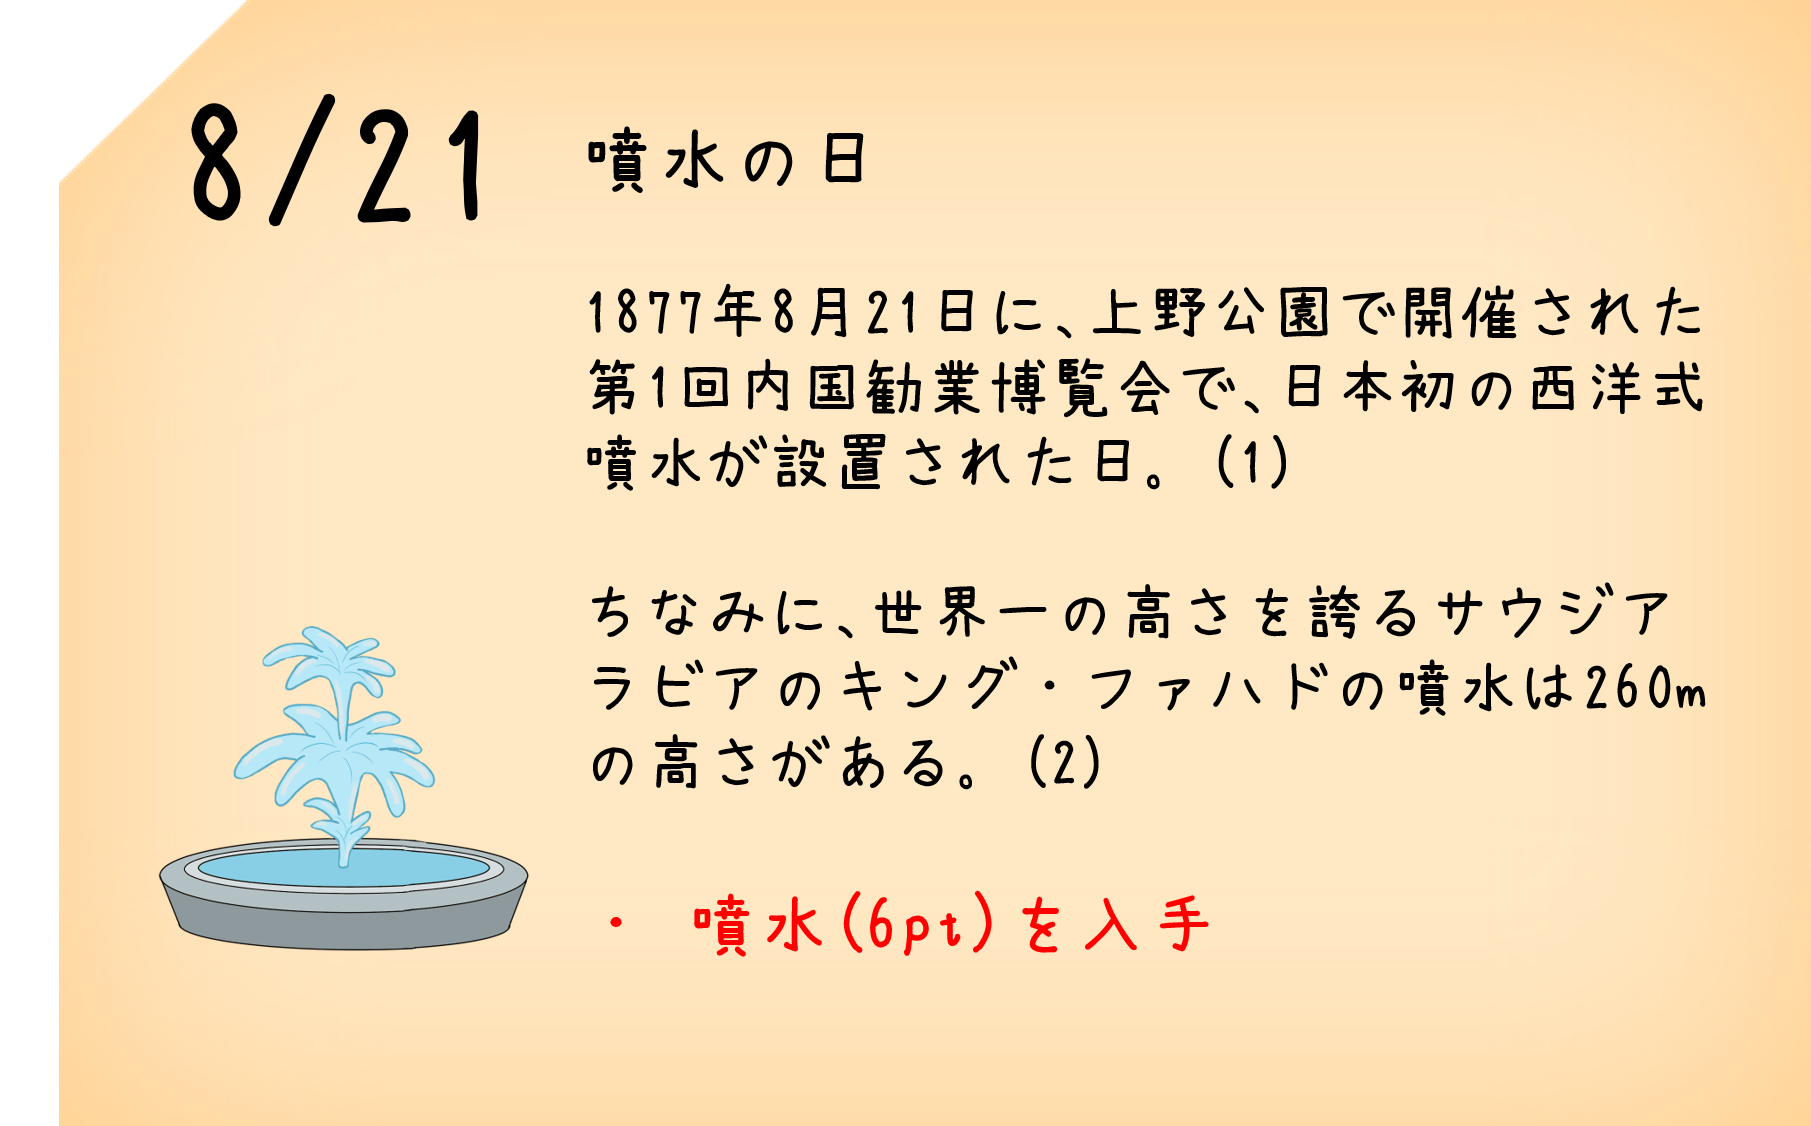 8/21
噴水の日
1877年8月21日に、上野公園で開催された
第1回内国勧業博覧会で、日本初の西洋式
噴水が設置された日。(1)
ちなみに、世界一の高さを誇るサウジア
ラビアのキング・ファハドの噴水は260m
の高さがある。(2)
・ 噴水(6pt)を入手